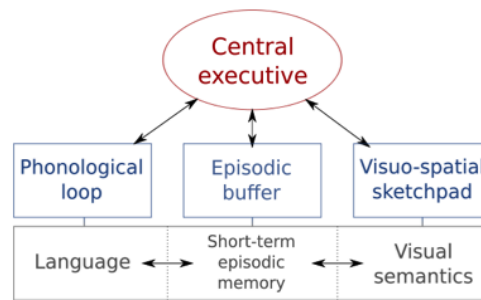 Central
executive
Phonological
loop
Episodic
buffer
Visuo-spatial
sketchpad
Language
Short-term
episodic
memory
Visual
semantics